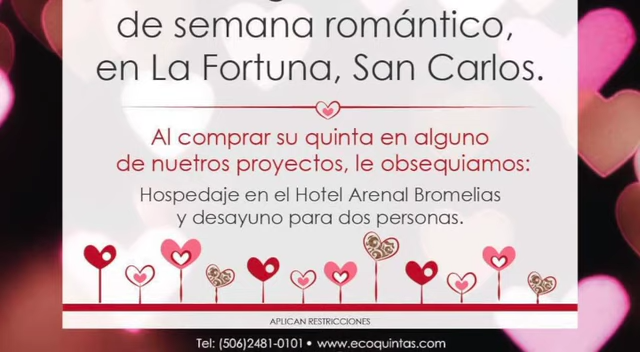 de semana romántico,
en La Fortuna, San Carlos.
Al comprar su quinta en alguno
de nuetros proyectos, le obsequiamos:
Hospedaje en el Hotel Arenal Bromelias
y desayuno para dos personas.
APLICAN RESTRICCIONES
Tel: (506)2481-0101 • www.ecoquintas.com